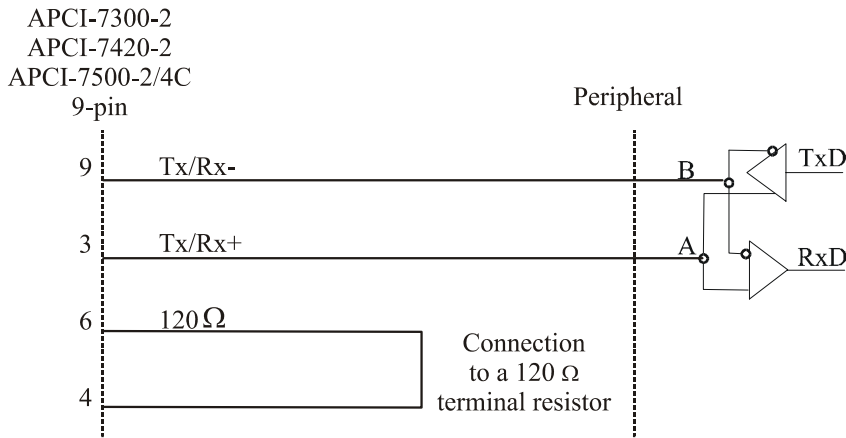 APCI-7300-2
APCI-7420-2
APCI-7500-2/4C
9-pin
Peripheral
9 Tx/Rx- B TxD
3 Tx/Rx+ A RxD
6 120 Ω
4
Connection
to a 120 Ω
terminal resistor